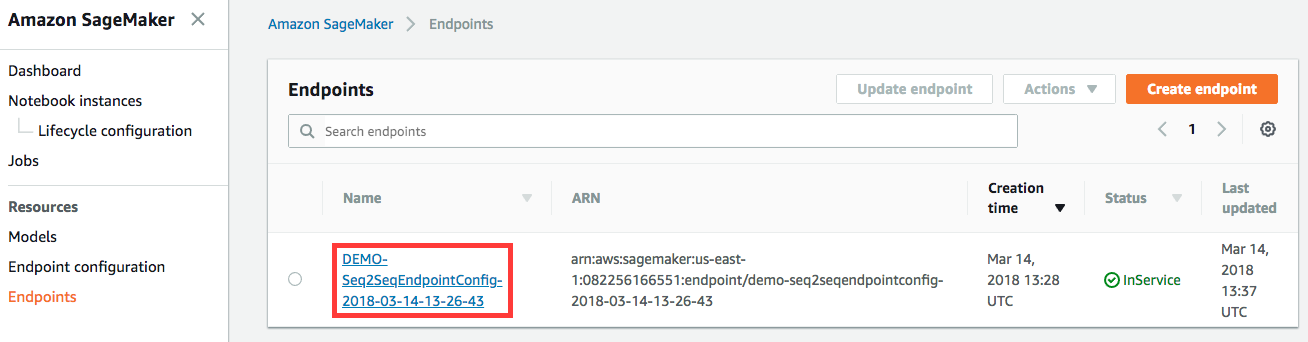 Amazon SageMaker
Dashboard
Notebook instances
Lifecycle configuration
Jobs
Resources
Models
Endpoint configuration
Endpoints
Amazon SageMaker > Endpoints
Endpoints
Update endpoint
Actions
Create endpoint
Search endpoints
1
Name
ARN
Creation
time
Status
Last
updated
DEMO-
Seq2SeqEndpointConfig-
2018-03-14-13-26-43
arn:aws:sagemaker:us-east-
1:082256166551:endpoint/demo-seq2seqendpointconfig-
2018-03-14-13-26-43
Mar 14,
2018 13:28
UTC
InService
Mar 14,
2018
13:37
UTC